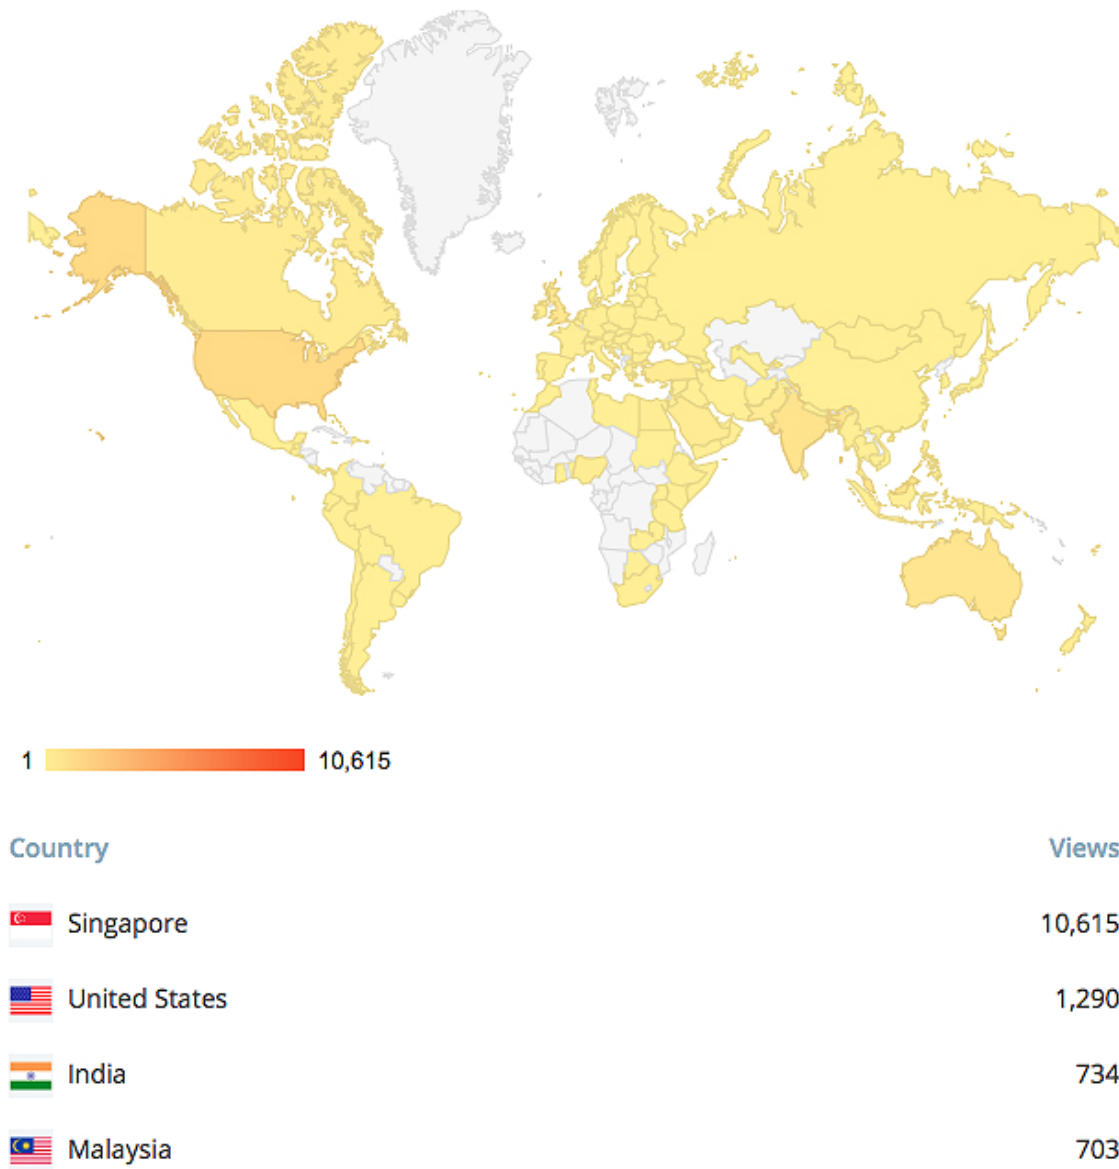 1 10,615
Country Views
Singapore 10,615
United States 1,290
India 734
Malaysia 703